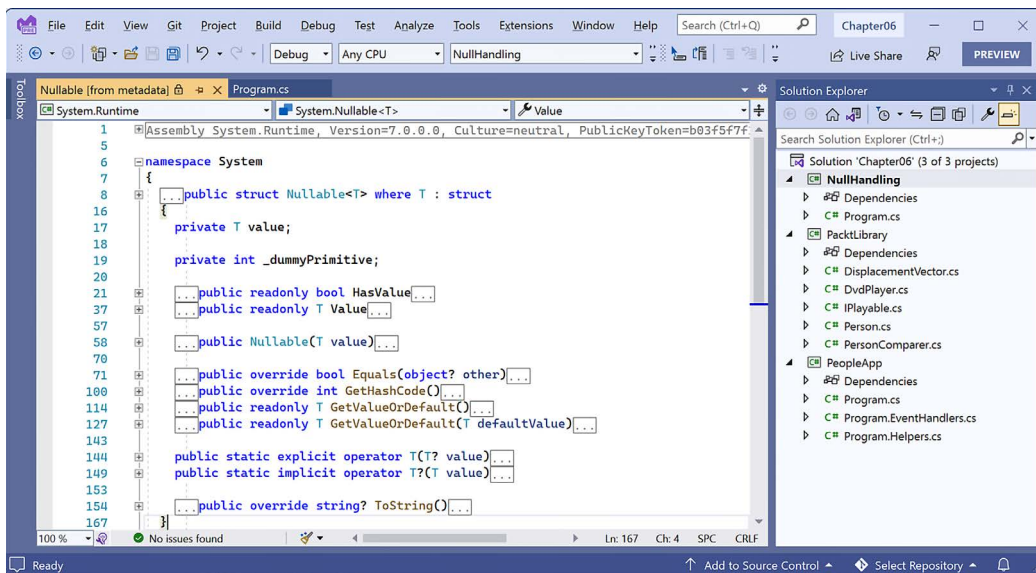 File Edit View Git Project Build Debug Test Analyze Tools Extensions Window Help Search (Ctrl+Q) Chapter06
Debug Any CPU NullHandling Live Share PREVIEW
Toolbox
Nullable [from metadata] Program.cs
System.Runtime System.Nullable<T> Value
1 Assembly System.Runtime, Version=7.0.0.0, Culture=neutral, PublicKeyToken=b03f5f7f
5
6 namespace System
7 {
8 ...public struct Nullable<T> where T : struct
16 {
17 private T value;
18
19 private int _dummyPrimitive;
20
21 ...public readonly bool HasValue...
37 ...public readonly T Value...
57
58 ...public Nullable(T value)...
70
71 ...public override bool Equals(object? other)...
100 ...public override int GetHashCode()...
114 ...public readonly T GetValueOrDefault()...
127 ...public readonly T GetValueOrDefault(T defaultValue)...
143
144 public static explicit operator T(T? value)...
149 public static implicit operator T?(T value)...
153
154 ...public override string? ToString()...
167 }
100 % No issues found Ln: 167 Ch: 4 SPC CRLF
Solution Explorer
Search Solution Explorer (Ctrl+;)
Solution 'Chapter06' (3 of 3 projects)
C# NullHandling
Dependencies
C# Program.cs
C# PacktLibrary
Dependencies
C# DisplacementVector.cs
C# DvdPlayer.cs
C# IPlayable.cs
C# Person.cs
C# PersonComparer.cs
C# PeopleApp
Dependencies
C# Program.cs
C# Program.EventHandlers.cs
C# Program.Helpers.cs
Ready Add to Source Control Select Repository